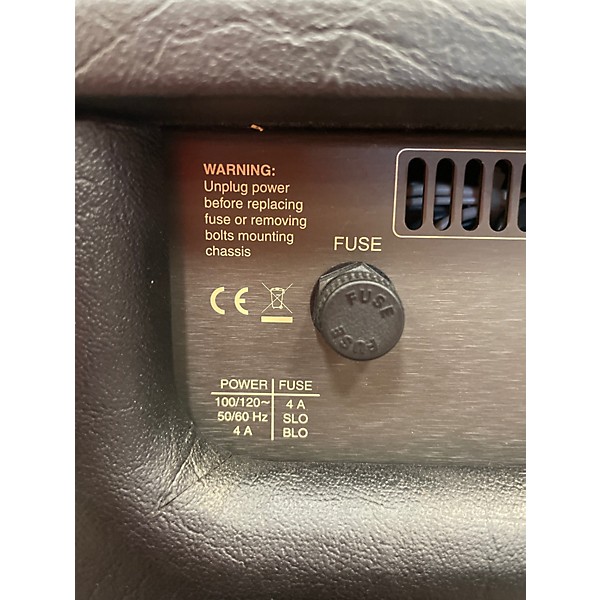 WARNING:
Unplug power
before replacing
fuse or removing
bolts mounting
chassis
FUSE
FUSE
FUSE
CE
POWER FUSE
100/120~ 4 A
50/60 Hz SLO
4 A BLO